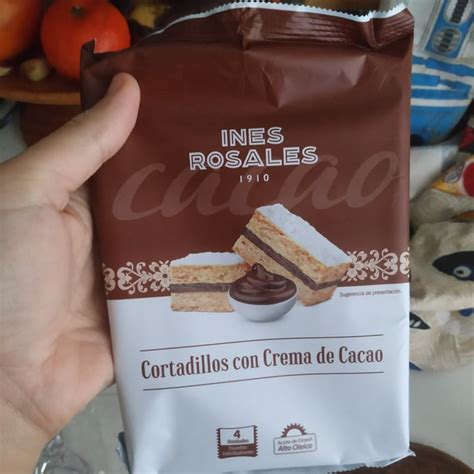 INES
ROSALES
1910
cacao
Sugerencia de presentación.
Cortadillos con Crema de Cacao
4
Unidades
Aceite de Girasol
Alto Oleico